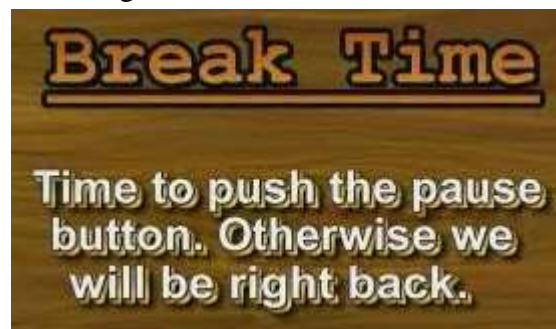 Break Time
Time to push the pause
button. Otherwise we
will be right back.